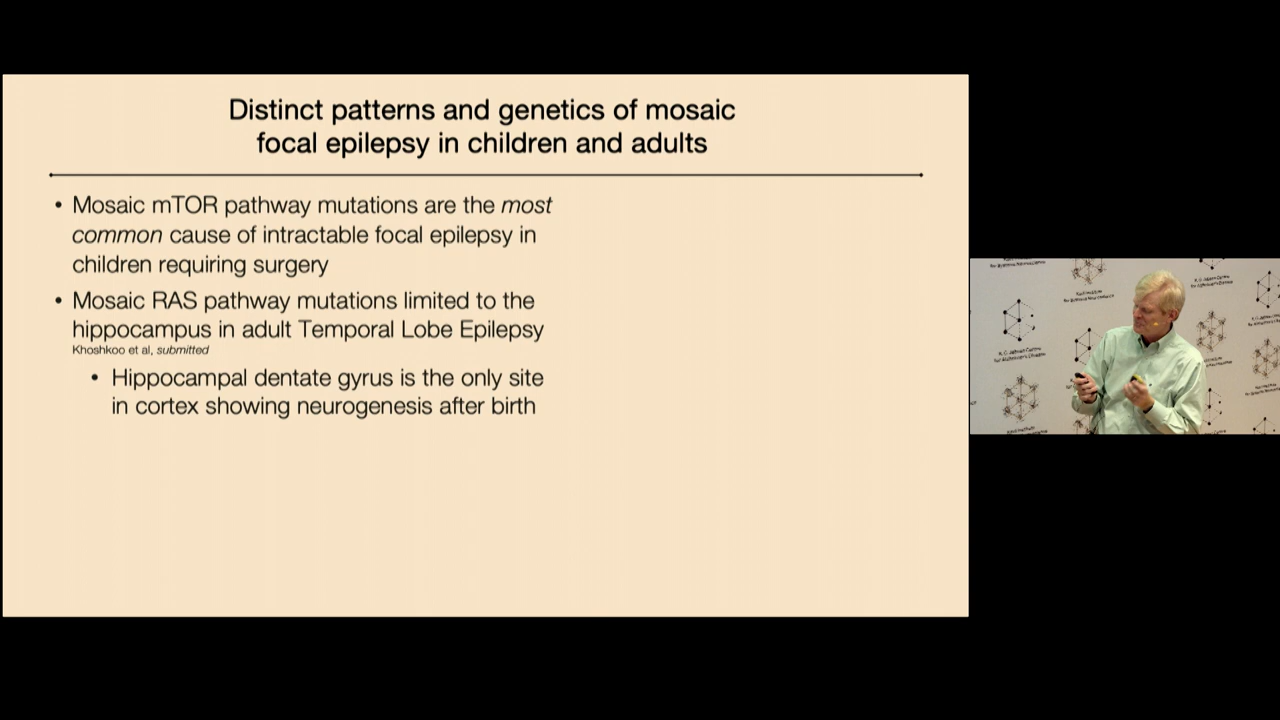 Distinct patterns and genetics of mosaic
focal epilepsy in children and adults
• Mosaic mTOR pathway mutations are the most
common cause of intractable focal epilepsy in
children requiring surgery
• Mosaic RAS pathway mutations limited to the
hippocampus in adult Temporal Lobe Epilepsy
Khoshkoo et al, submitted
• Hippocampal dentate gyrus is the only site
in cortex showing neurogenesis after birth